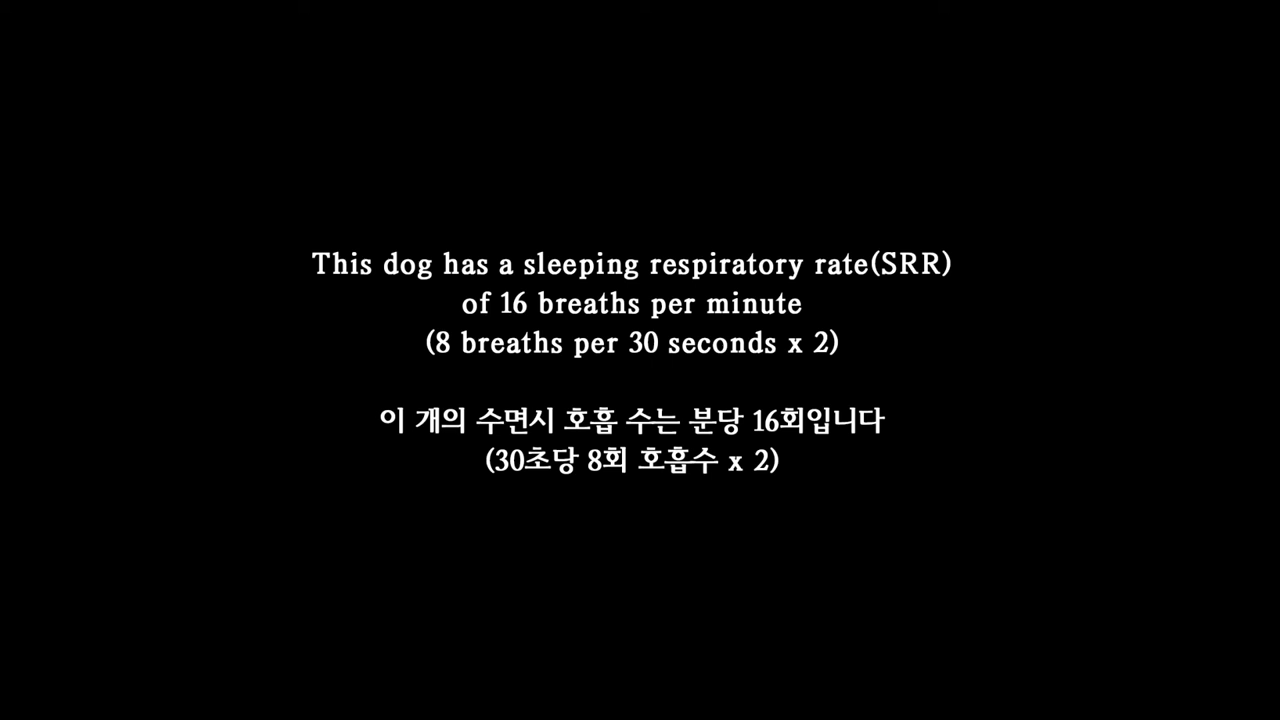 This dog has a sleeping respiratory rate(SRR)
of 16 breaths per minute
(8 breaths per 30 seconds x 2)
이 개의 수면시 호흡 수는 분당 16회입니다
(30초당 8회 호흡수 x 2)